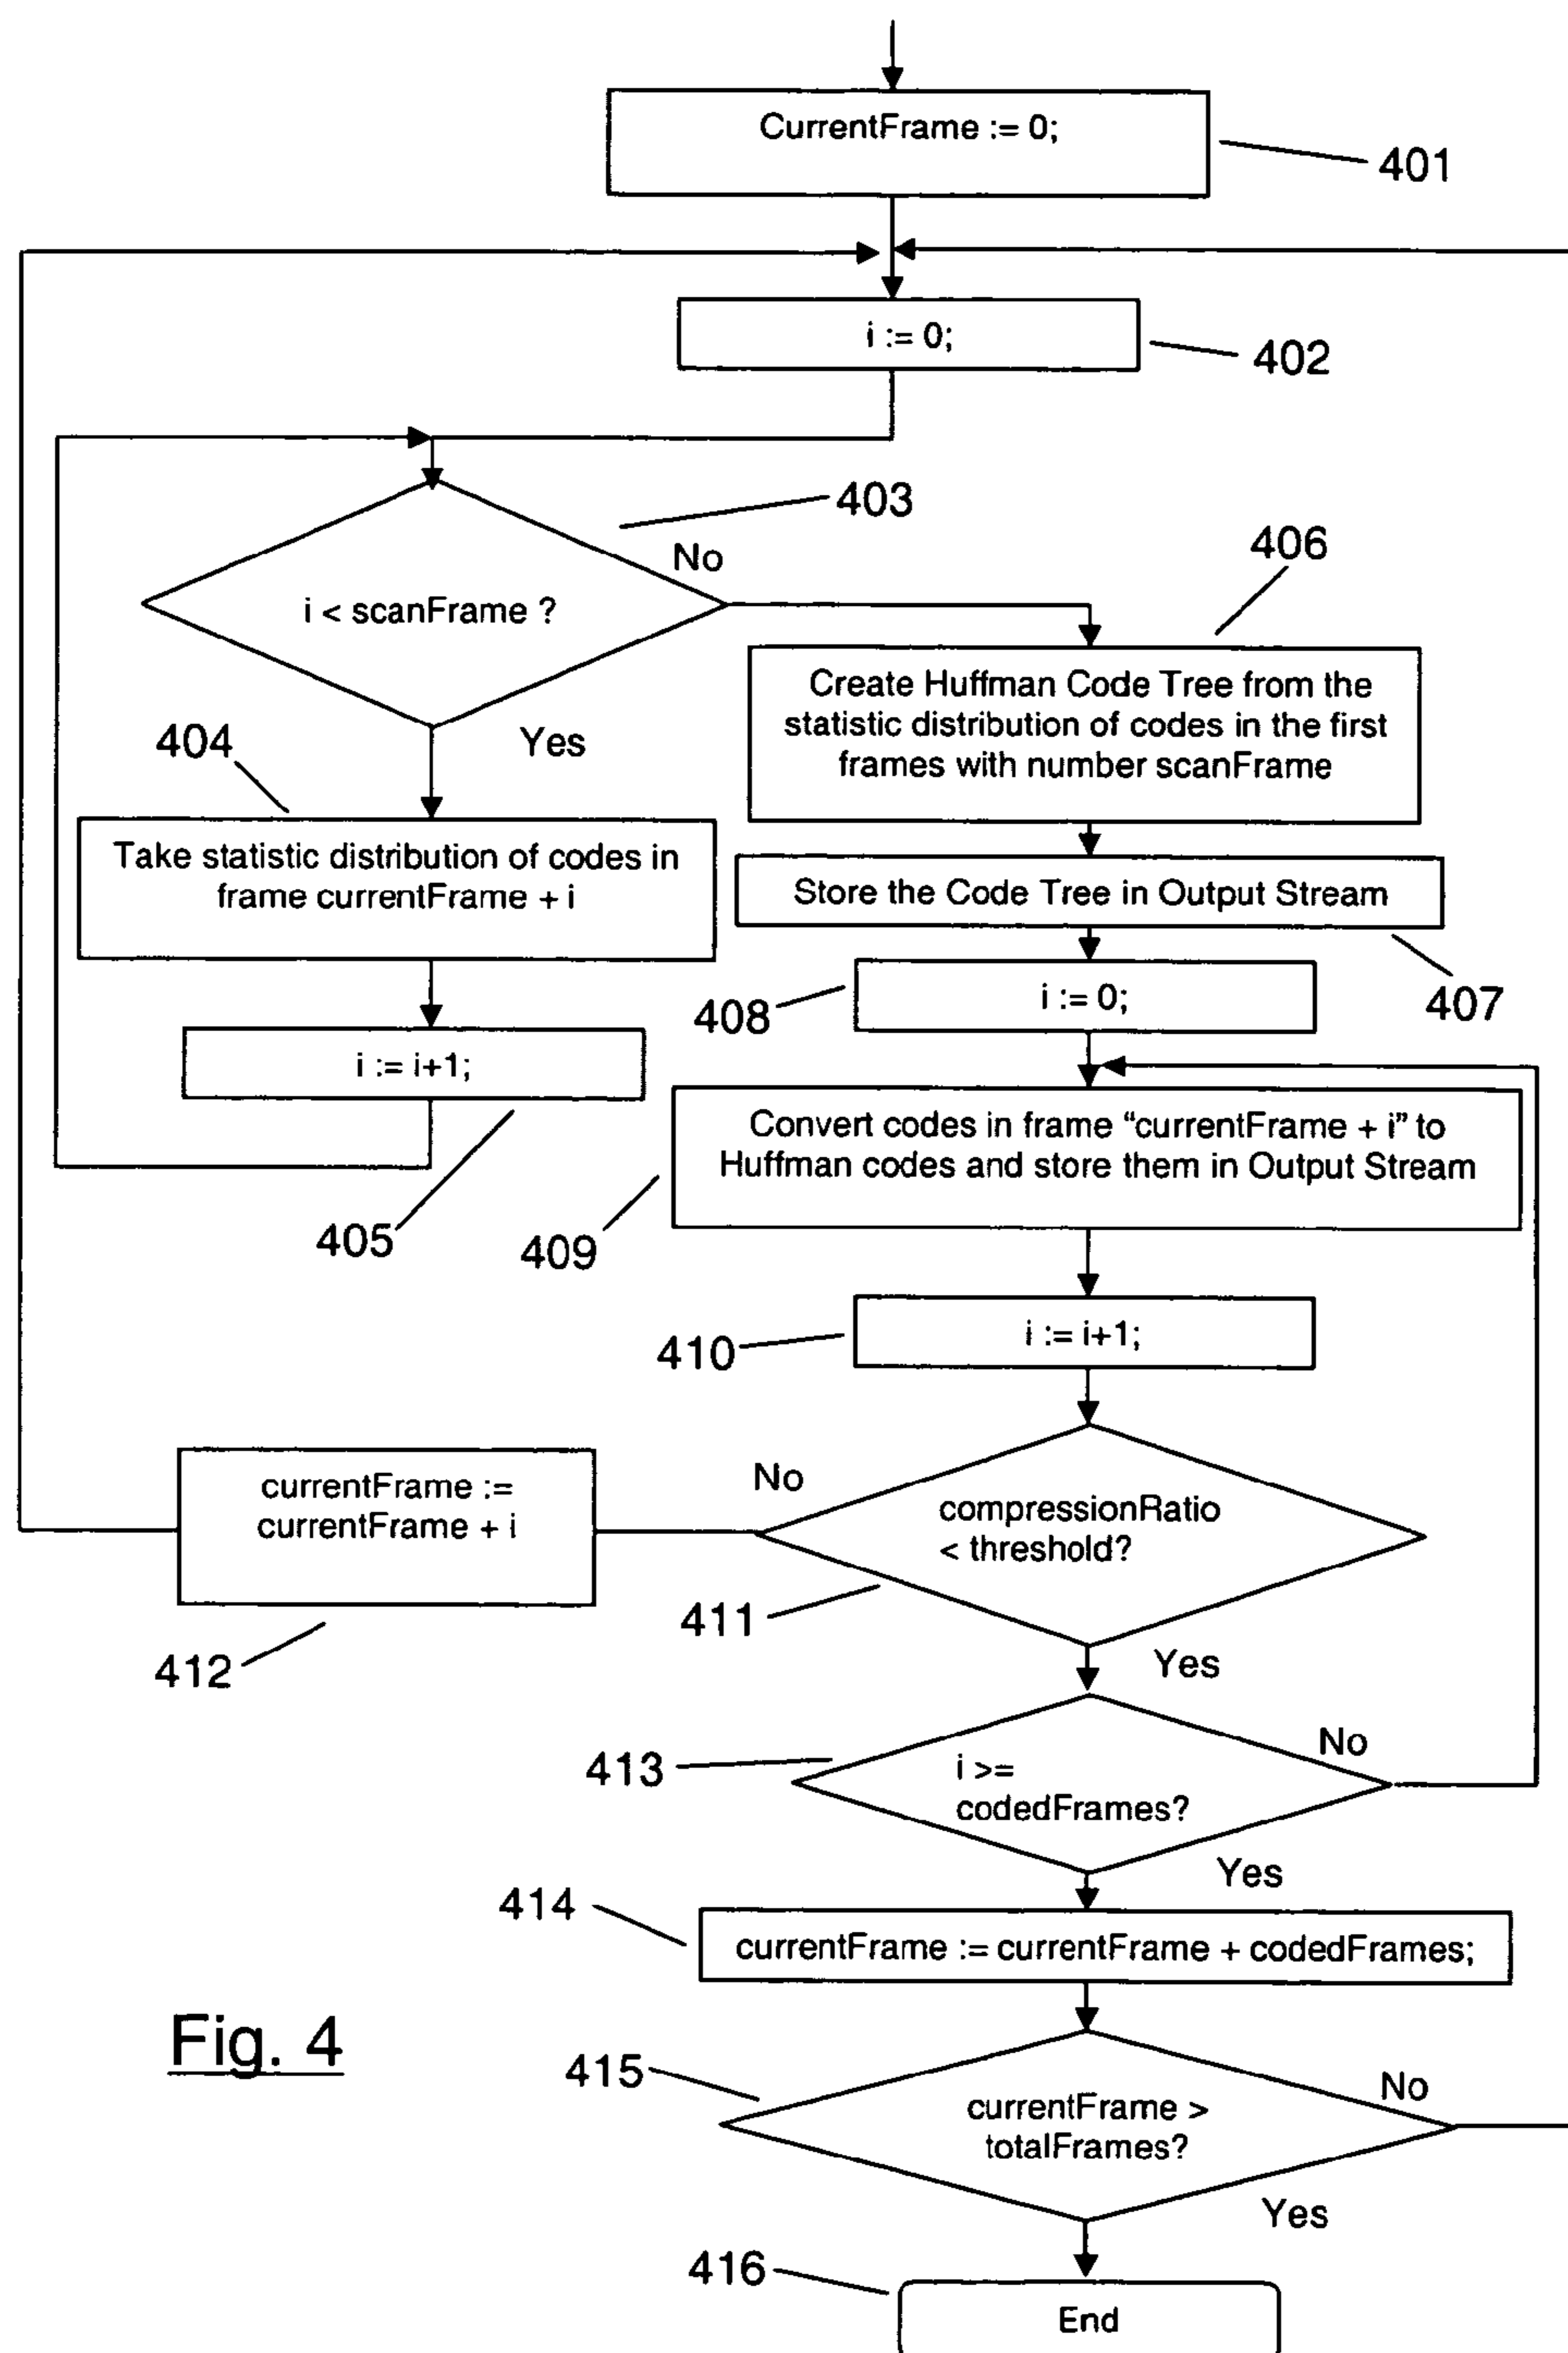 CurrentFrame := 0;
401
i := 0;
402
403
No
i < scanFrame ?
406
Create Huffman Code Tree from the
statistic distribution of codes in the first
frames with number scanFrame
404
Yes
Take statistic distribution of codes in
frame currentFrame + i
Store the Code Tree in Output Stream
407
408
i := 0;
i := i+1;
405
Convert codes in frame “currentFrame + i” to
Huffman codes and store them in Output Stream
409
i := i+1;
410
No
currentFrame :=
currentFrame + i
compressionRatio
< threshold?
411
412
Yes
413
No
i >=
codedFrames?
Yes
414
currentFrame := currentFrame + codedFrames;
Fig. 4
415
No
currentFrame >
totalFrames?
Yes
416
End